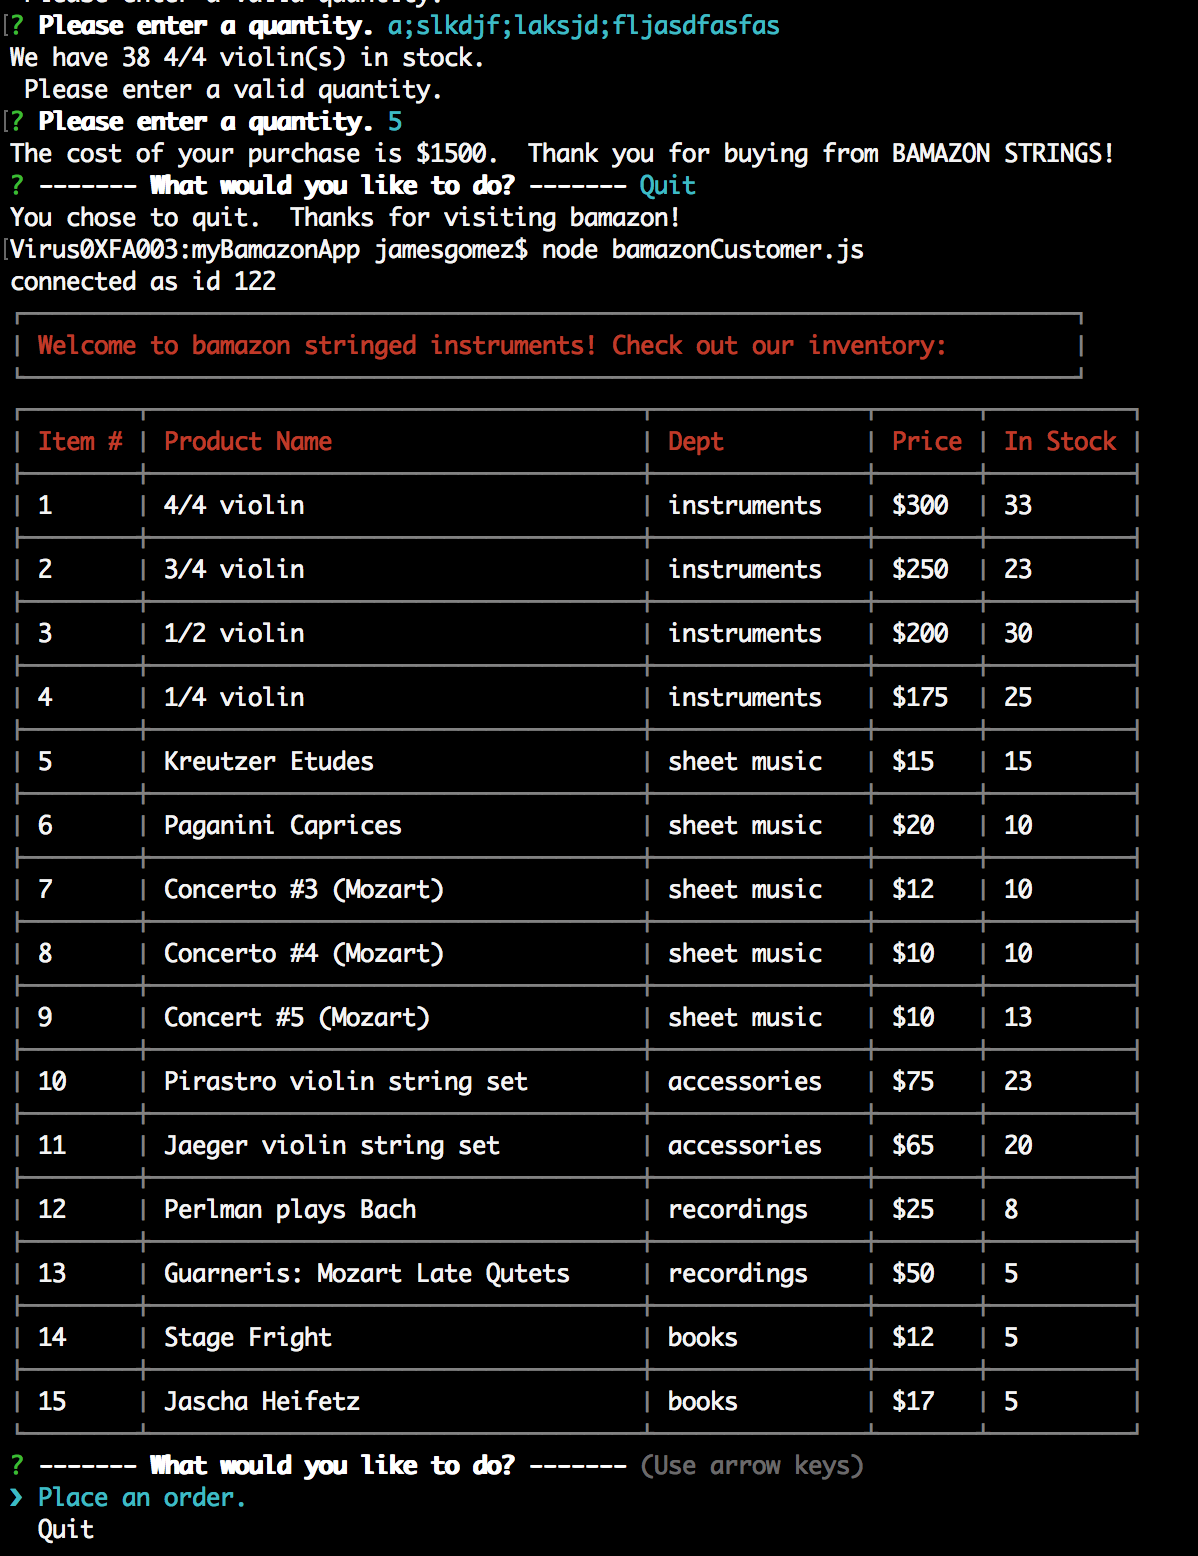 Please enter a valid quantity.
[? Please enter a quantity. a;slkdjf;laksjd;fljasdfasfas
We have 38 4/4 violin(s) in stock.
Please enter a valid quantity.
[? Please enter a quantity. 5
The cost of your purchase is $1500.  Thank you for buying from BAMAZON STRINGS!
? ------- What would you like to do? ------- Quit
You chose to quit.  Thanks for visiting bamazon!
[Virus0XFA003:myBamazonApp jamesgomez$ node bamazonCustomer.js
connected as id 122
Welcome to bamazon stringed instruments! Check out our inventory:
Item # | Product Name | Dept | Price | In Stock
1 | 4/4 violin | instruments | $300 | 33
2 | 3/4 violin | instruments | $250 | 23
3 | 1/2 violin | instruments | $200 | 30
4 | 1/4 violin | instruments | $175 | 25
5 | Kreutzer Etudes | sheet music | $15 | 15
6 | Paganini Caprices | sheet music | $20 | 10
7 | Concerto #3 (Mozart) | sheet music | $12 | 10
8 | Concerto #4 (Mozart) | sheet music | $10 | 10
9 | Concert #5 (Mozart) | sheet music | $10 | 13
10 | Pirastro violin string set | accessories | $75 | 23
11 | Jaeger violin string set | accessories | $65 | 20
12 | Perlman plays Bach | recordings | $25 | 8
13 | Guarneris: Mozart Late Qutets | recordings | $50 | 5
14 | Stage Fright | books | $12 | 5
15 | Jascha Heifetz | books | $17 | 5
? ------- What would you like to do? ------- (Use arrow keys)
❯ Place an order.
Quit